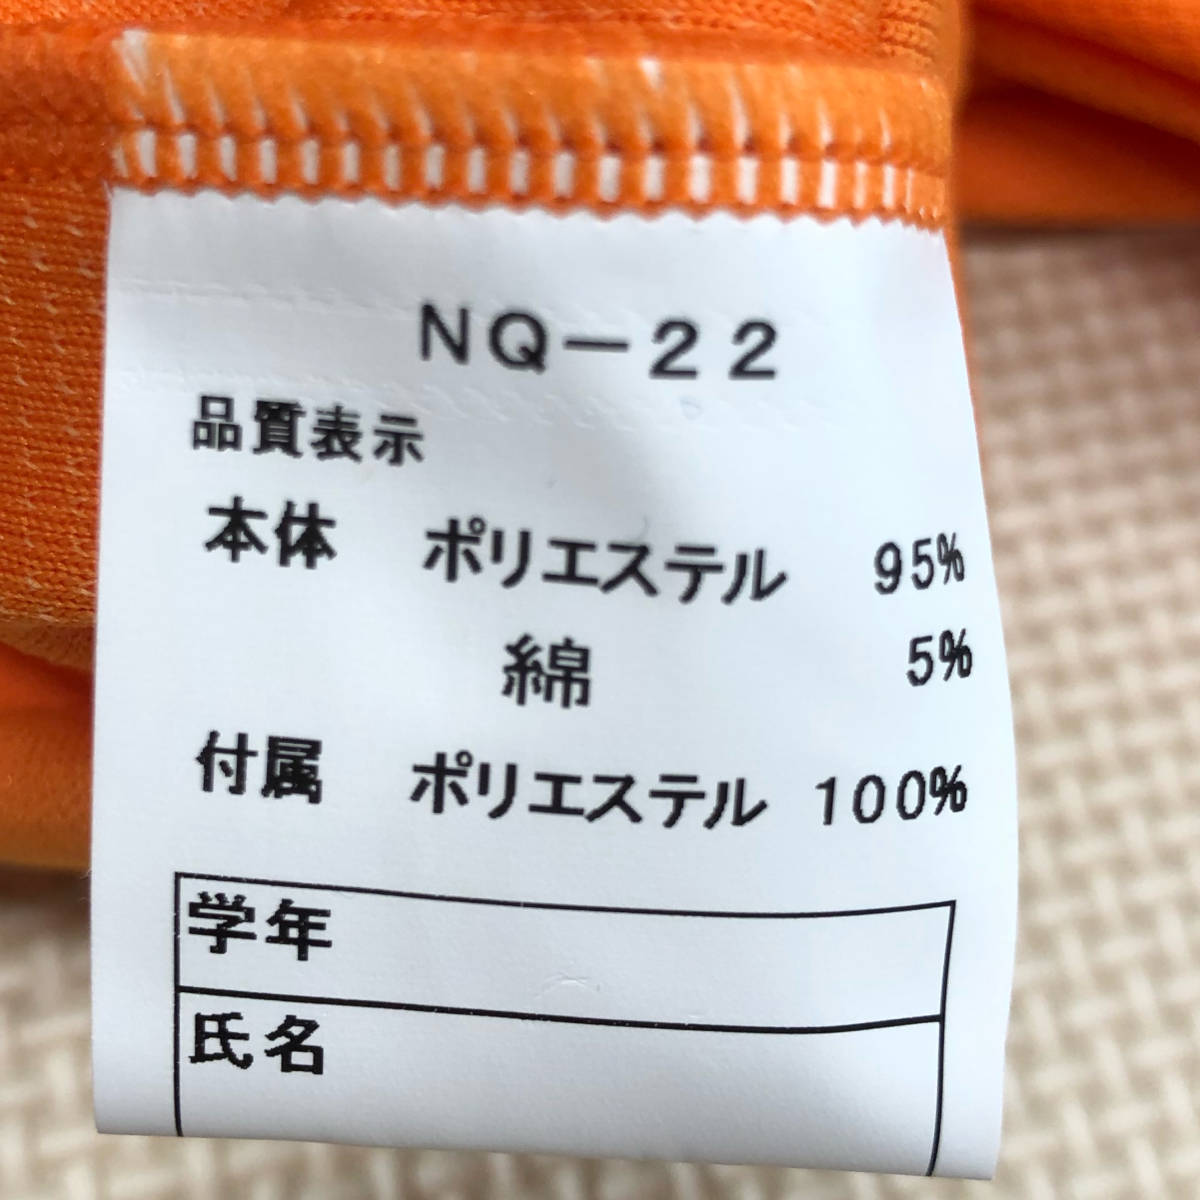 NQ－22
品質表示
本体 ポリエステル 95%
綿 5%
付属 ポリエステル 100%
学年
氏名